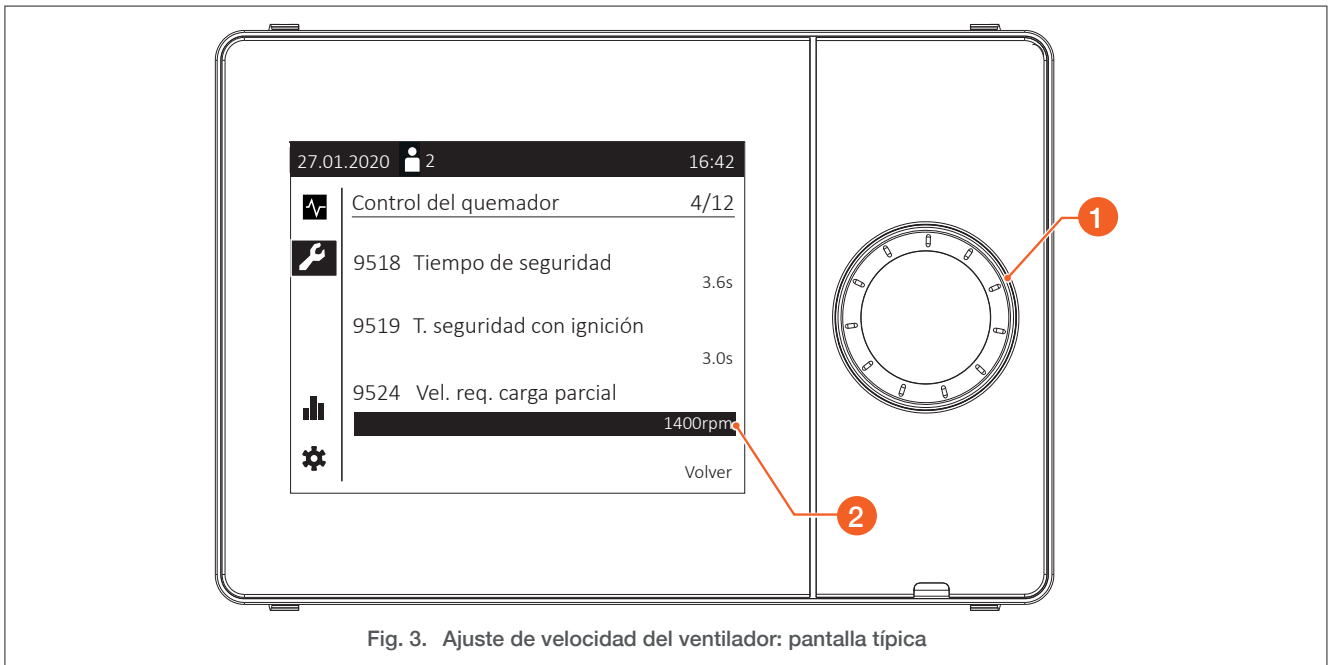 27.01.2020 2 16:42
Control del quemador 4/12
9518 Tiempo de seguridad
3.6s
9519 T. seguridad con ignición
3.0s
9524 Vel. req. carga parcial
1400rpm
Volver
1
2
Fig. 3. Ajuste de velocidad del ventilador: pantalla típica